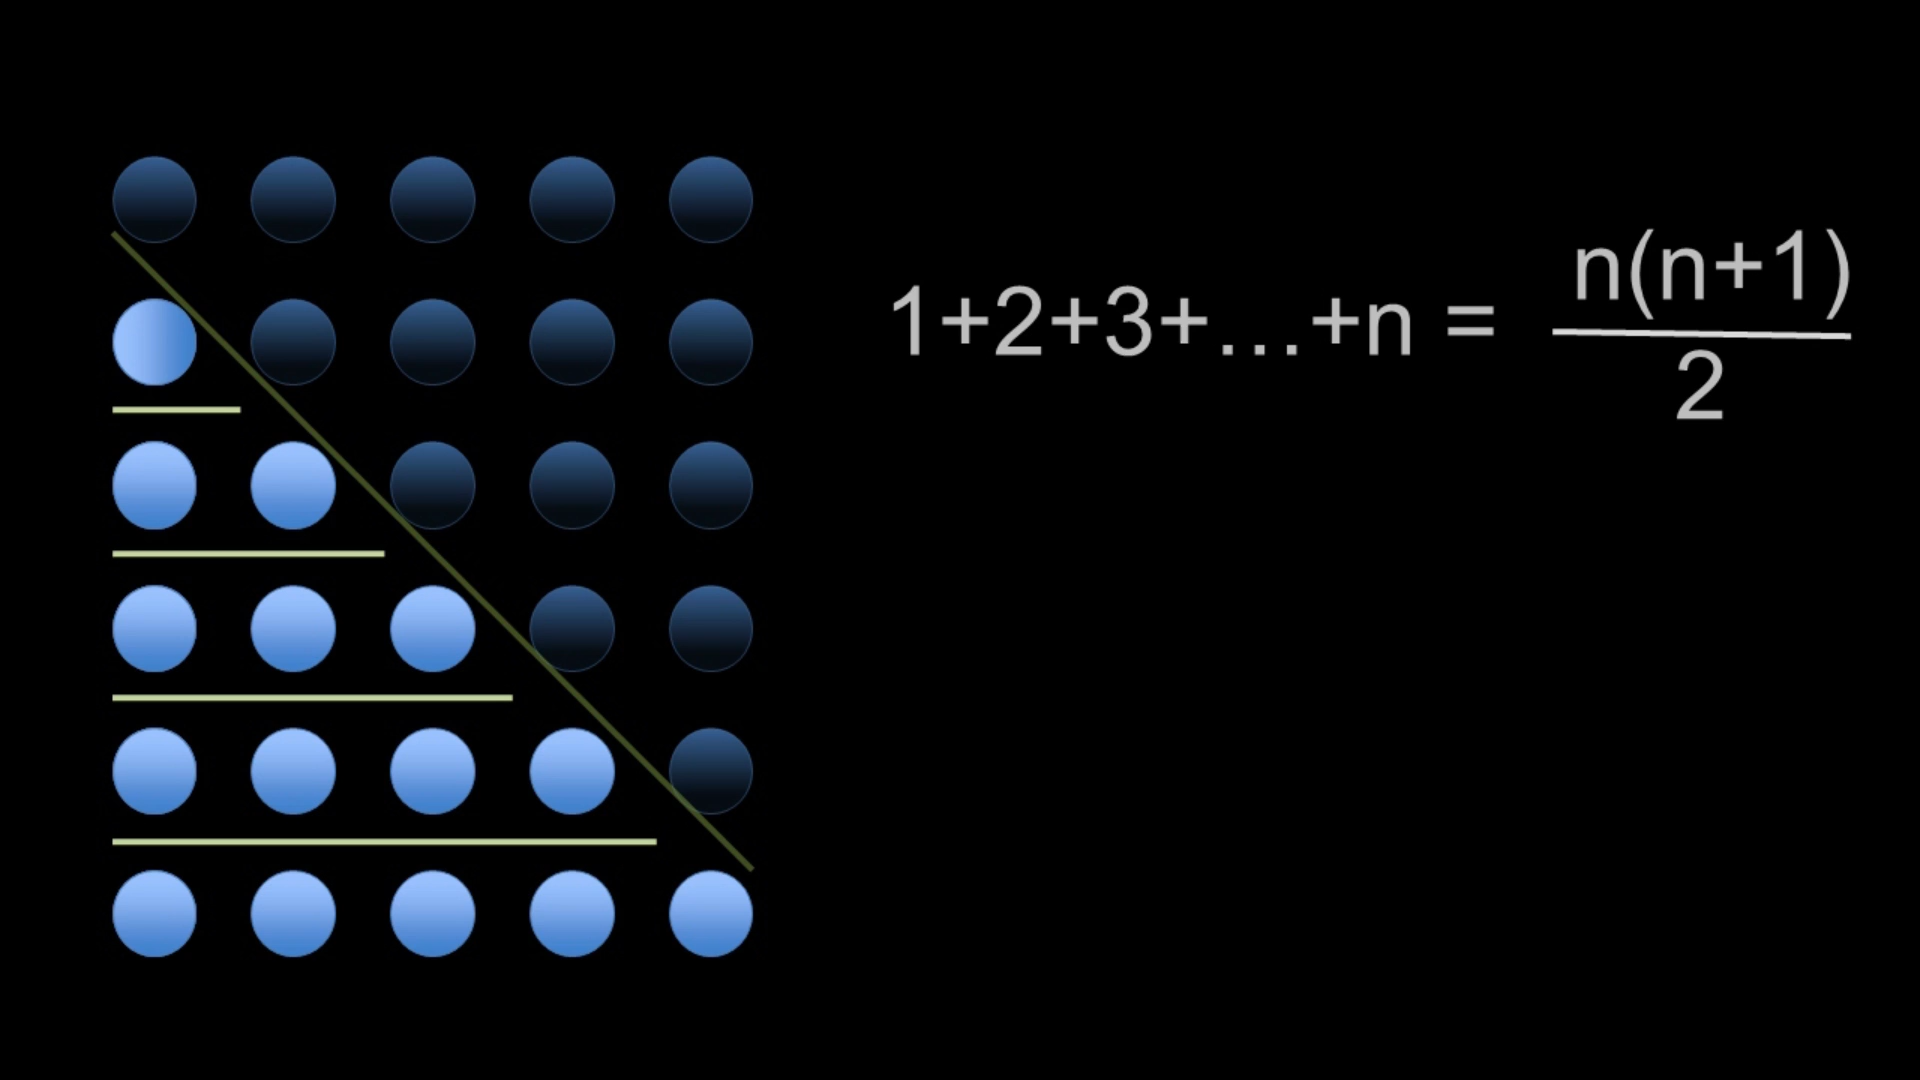 1+2+3+...+n = n(n+1)
2